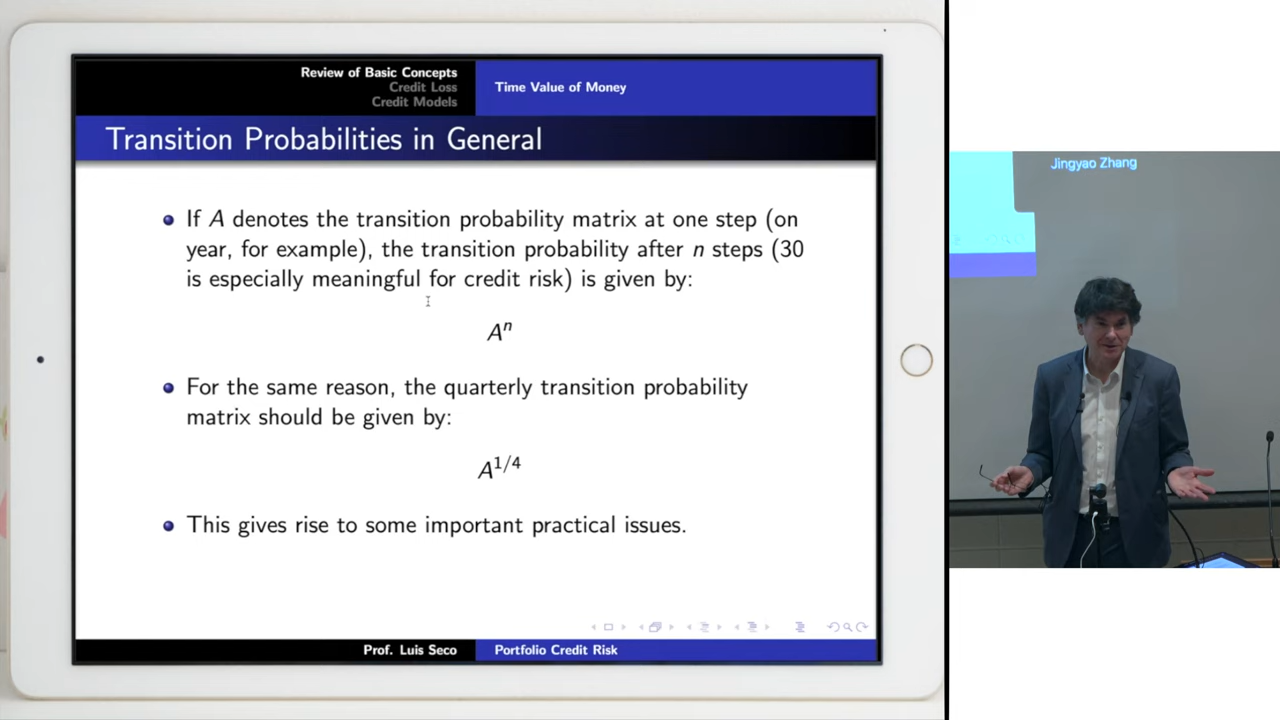 Review of Basic Concepts
Credit Loss
Credit Models
Time Value of Money
Transition Probabilities in General
If A denotes the transition probability matrix at one step (on
year, for example), the transition probability after n steps (30
is especially meaningful for credit risk) is given by:
Aⁿ
For the same reason, the quarterly transition probability
matrix should be given by:
A^{1/4}
This gives rise to some important practical issues.
Prof. Luis Seco
Portfolio Credit Risk
Jingyao Zhang